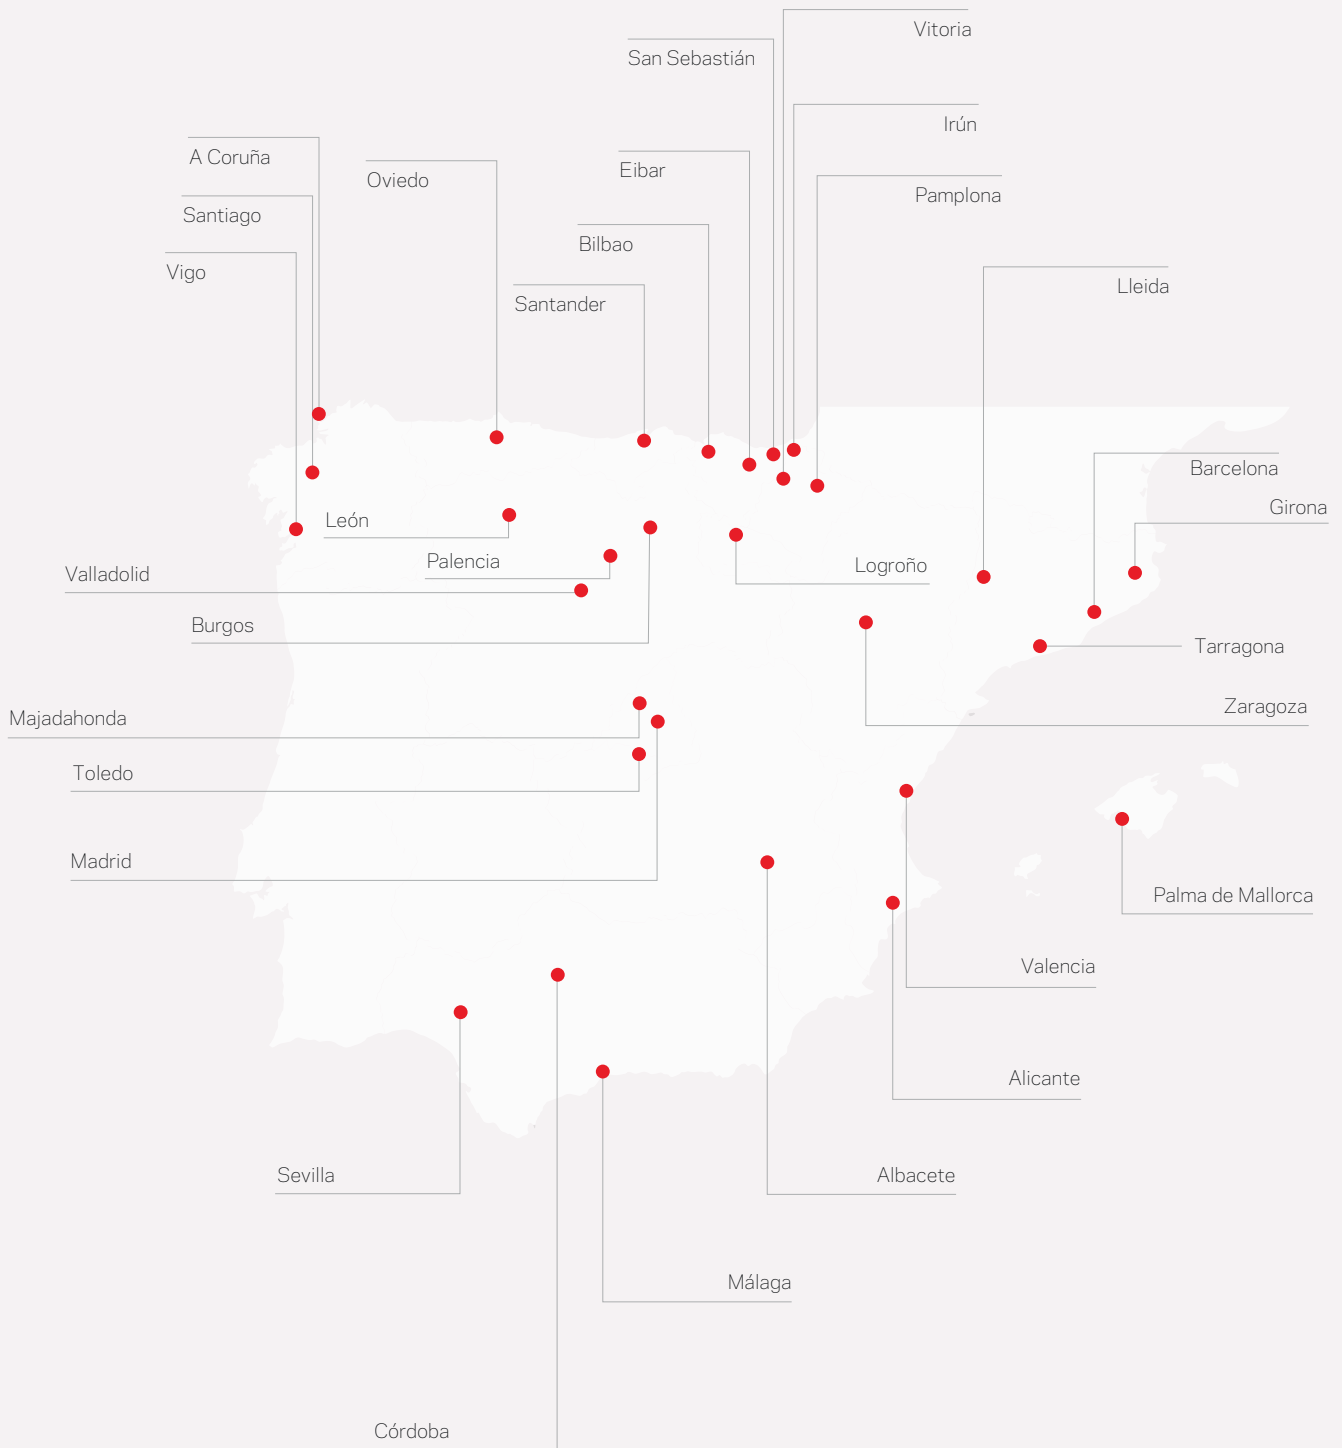 Vitoria
San Sebastián
Irún
A Coruña
Eibar
Oviedo
Pamplona
Santiago
Bilbao
Vigo
Lleida
Santander
Barcelona
Girona
León
Palencia
Logroño
Valladolid
Burgos
Tarragona
Zaragoza
Majadahonda
Toledo
Madrid
Palma de Mallorca
Valencia
Alicante
Sevilla
Albacete
Málaga
Córdoba